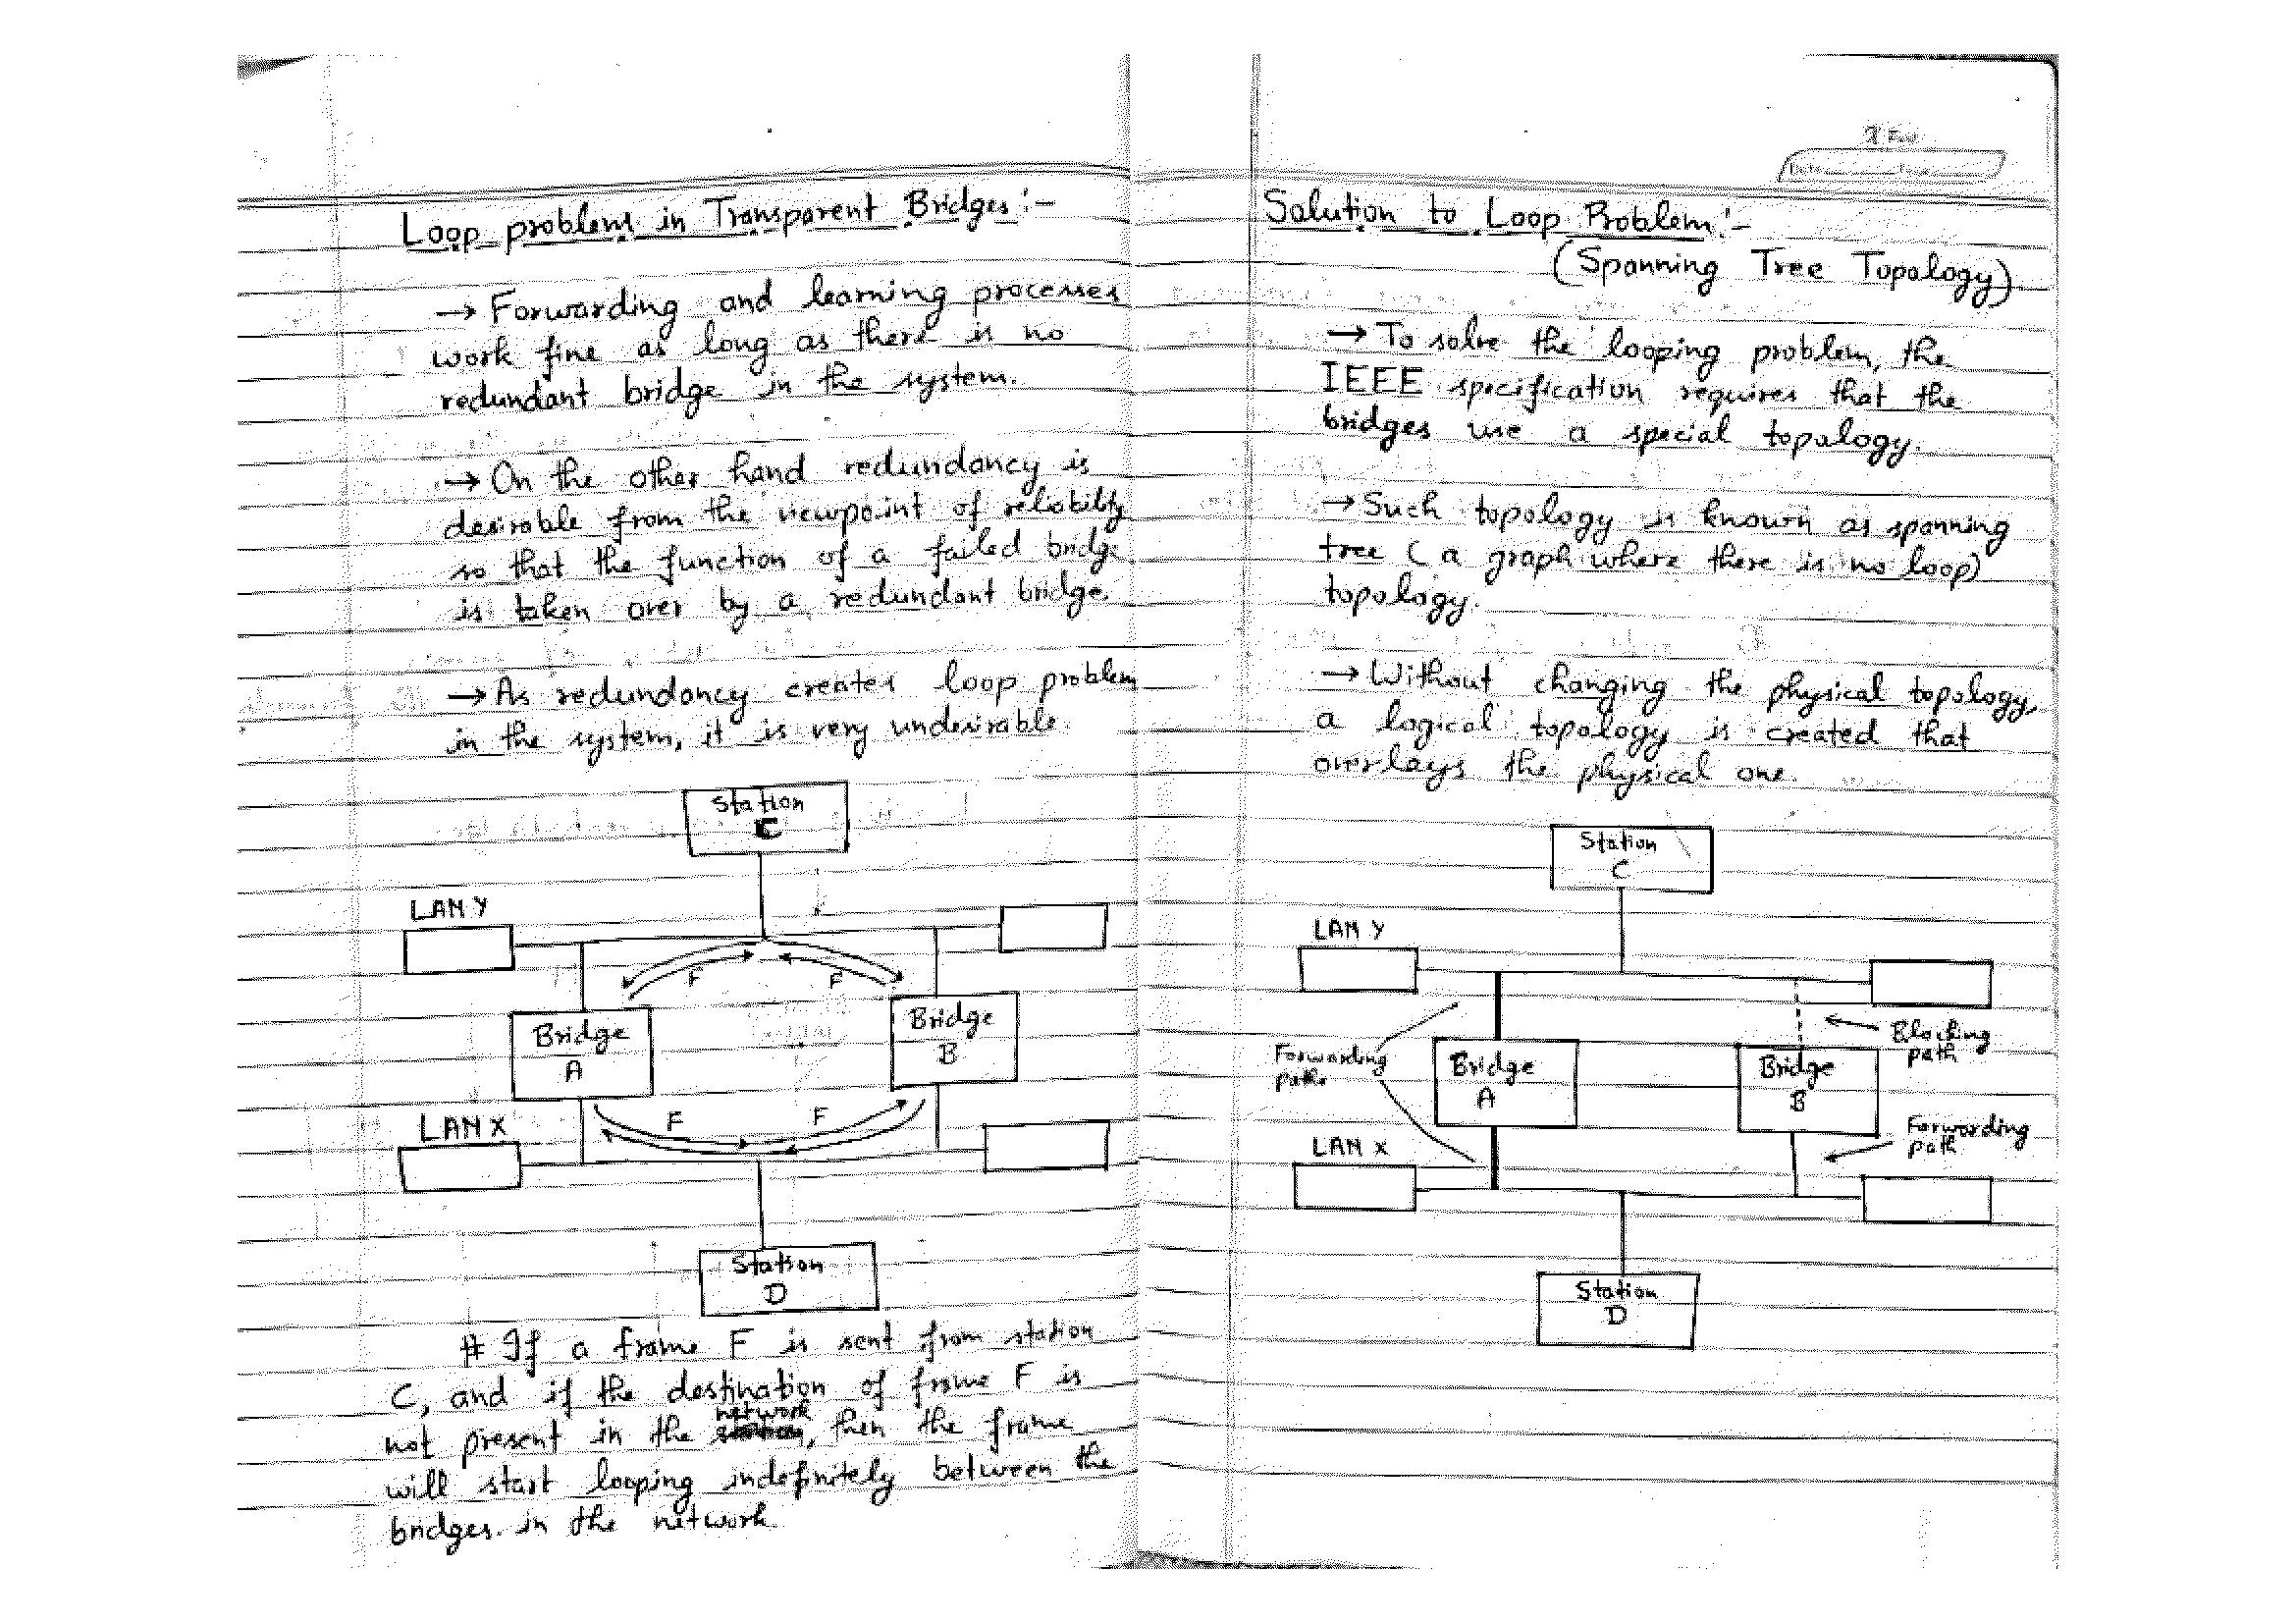 Loop problems in Transparent Bridges:-
→ Forwarding and learning processes
work fine as long as there is no
redundant bridge in the system.
→ On the other hand redundancy is
desirable from the viewpoint of reliability
so that the function of a failed bridge
is taken over by a redundant bridge.
→ As redundancy creates loop problem
in the system, it is very undesirable.
Station
C
LAN Y
F
F
Bridge
A
Bridge
B
F
F
LAN X
Station
D
# If a frame F is sent from station
C, and if the destination of frame F is
not present in the network, then the frame
will start looping indefinitely between the
bridges. in the network
Solution to Loop Problem:-
(Spanning Tree Topology)
→ To solve the looping problem, the
IEEE specification requires that the
bridges use a special topology.
→ Such topology is known as spanning
tree (a graph where there is no loop)
topology.
→ Without changing the physical topology,
a logical topology is created that
overlays the physical one.
Station
C
LAN Y
Blocking
path
Forwarding
paths
Bridge
A
Bridge
B
Forwarding
path
LAN X
Station
D